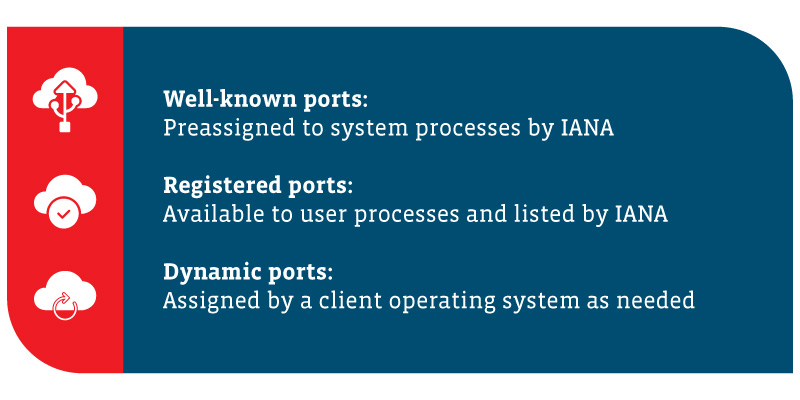 Well-known ports:
Preassigned to system processes by IANA
Registered ports:
Available to user processes and listed by IANA
Dynamic ports:
Assigned by a client operating system as needed